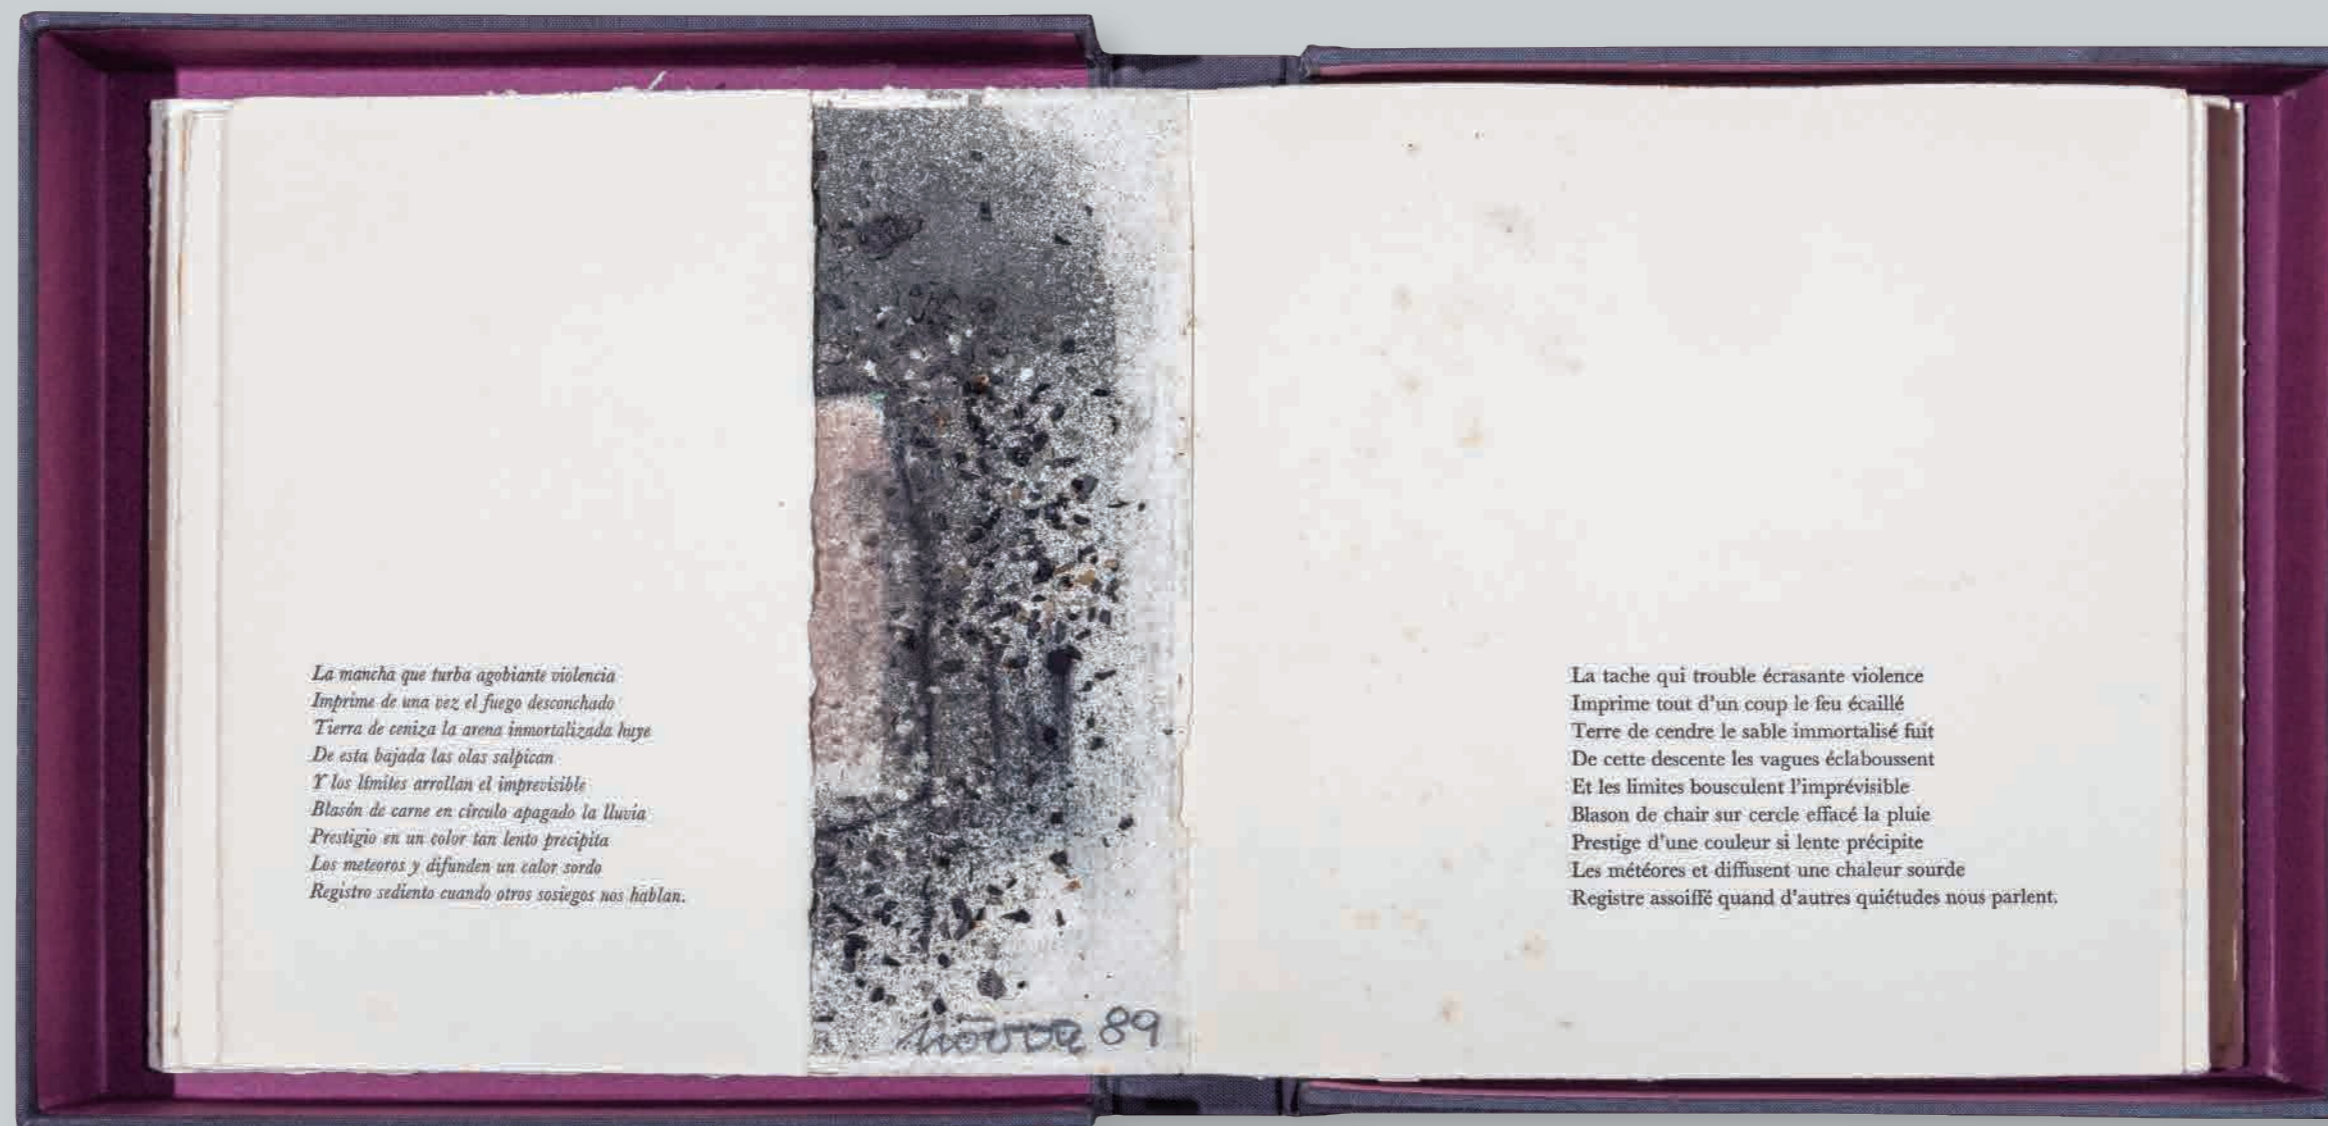 La mancha que turba agobiante violencia
Imprime de una vez el fuego desconchado
Tierra de ceniza la arena inmortalizada huye
De esta bajada las olas salpican
Y los límites arrollan el imprevisible
Blasón de carne en círculo apagado la lluvia
Prestigio en un color tan lento precipita
Los meteoros y difunden un calor sordo
Registro sediento cuando otros sosiegos nos hablan.
89
La tache qui trouble écrasante violence
Imprime tout d'un coup le feu écaillé
Terre de cendre le sable immortalisé fuit
De cette descente les vagues éclaboussent
Et les limites bousculent l'imprévisible
Blason de chair sur cercle effacé la pluie
Prestige d'une couleur si lente précipite
Les météores et diffusent une chaleur sourde
Registre assoiffé quand d'autres quiétudes nous parlent.